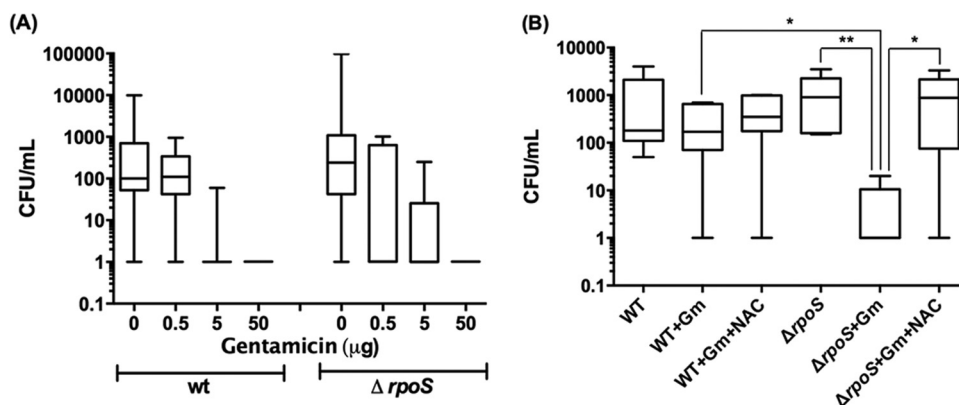 (A)
CFU/mL
100000
10000
1000
100
10
1
0.1
0 0.5 5 50 0 0.5 5 50
Gentamicin (μg)
wt Δ rpoS
(B)
CFU/mL
10000
1000
100
10
1
0.1
* ** *
WT
WT+Gm
WT+Gm+NAC
ΔrpoS
ΔrpoS+Gm
ΔrpoS+Gm+NAC